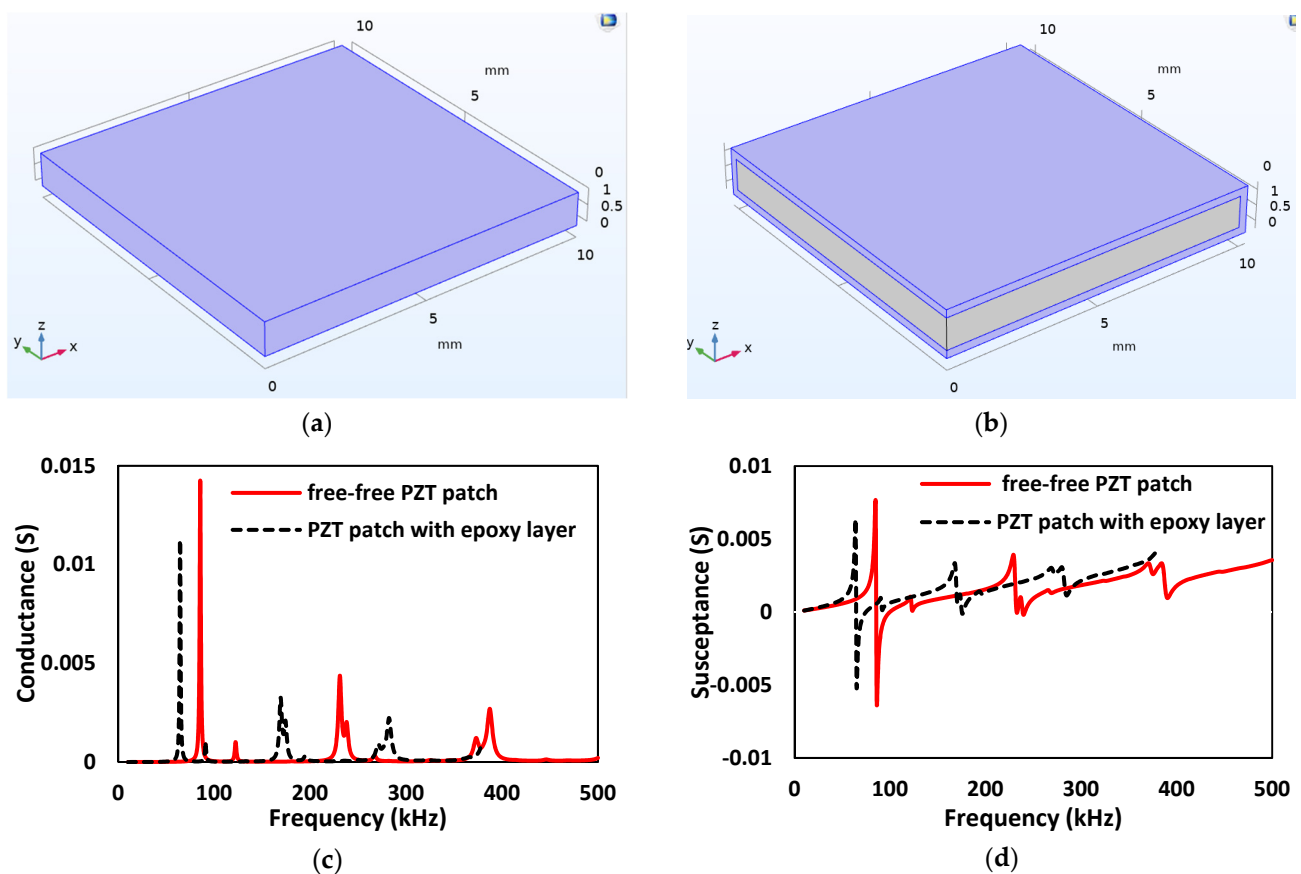 10
mm
5
0
1
0.5
0
10
5
mm
0
y z x
(a)
10
mm
5
0
1
0.5
0
10
5
mm
0
y z x
(b)
0.015
0.01
0.005
0
Conductance (S)
free-free PZT patch
PZT patch with epoxy layer
0 100 200 300 400 500
Frequency (kHz)
(c)
0.01
0.005
0
-0.005
-0.01
Susceptance (S)
free-free PZT patch
PZT patch with epoxy layer
0 100 200 300 400 500
Frequency (kHz)
(d)